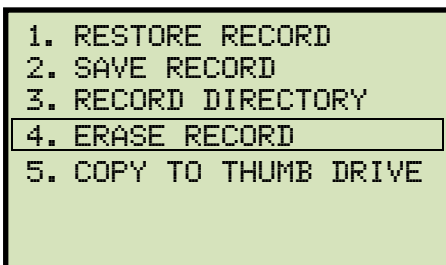 1. RESTORE RECORD
2. SAVE RECORD
3. RECORD DIRECTORY
4. ERASE RECORD
5. COPY TO THUMB DRIVE